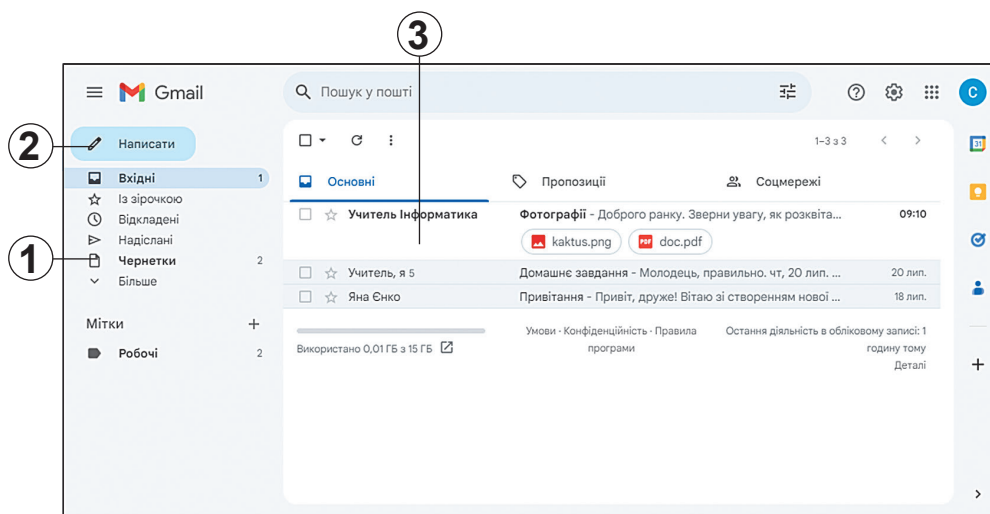 3
Gmail
Пошук у пошті
C
2
Написати
1–3 з 3
31
Вхідні 1
Основні
Пропозиції
Соцмережі
Із зірочкою
Відкладені
Учитель Інформатика
Фотографії - Доброго ранку. Зверни увагу, як розквіта...
09:10
Надіслані
kaktus.png
PDF doc.pdf
1
Чернетки 2
Учитель, я 5
Домашнє завдання - Молодець, правильно. чт, 20 лип. ...
20 лип.
Більше
Яна Єнко
Привітання - Привіт, друже! Вітаю зі створенням нової ...
18 лип.
Мітки +
Робочі 2
Використано 0,01 ГБ з 15 ГБ
Умови · Конфіденційність · Правила
програми
Остання діяльність в обліковому записі: 1
годину тому
Деталі